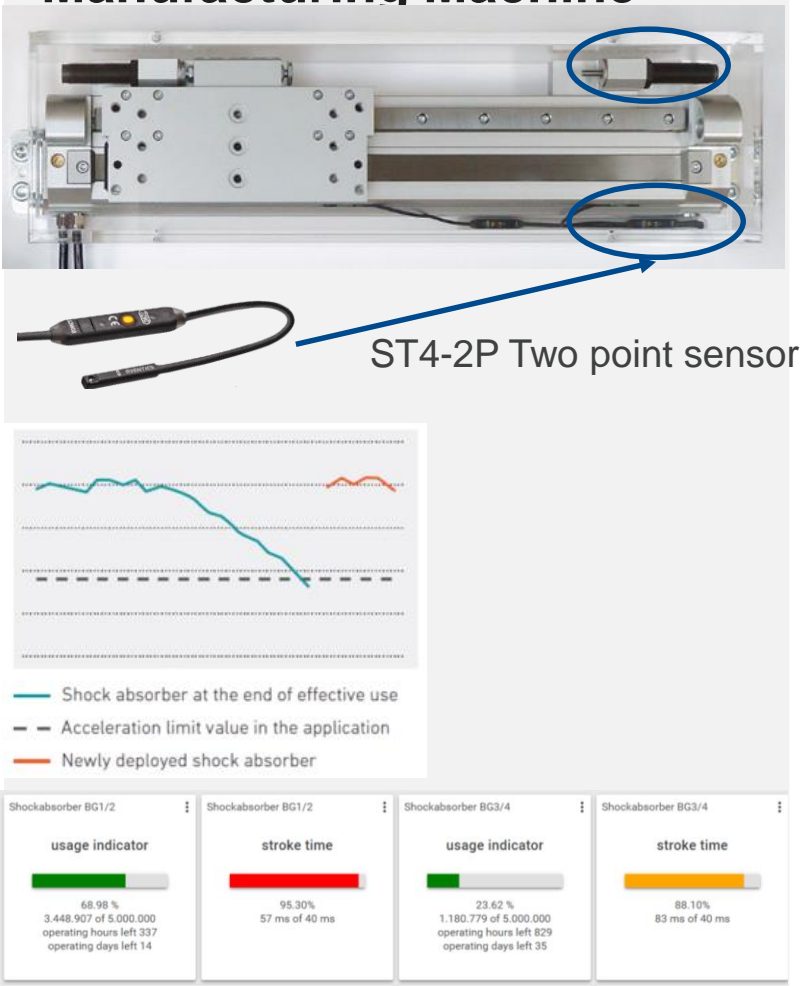 Manufacturing Machine
ST4-2P Two point sensor
CE
AVENTICS
Shock absorber at the end of effective use
Acceleration limit value in the application
Newly deployed shock absorber
Shockabsorber BG1/2
usage indicator
68.98 %
3.448.907 of 5.000.000
operating hours left 337
operating days left 14
Shockabsorber BG1/2
stroke time
95.30%
57 ms of 40 ms
Shockabsorber BG3/4
usage indicator
23.62 %
1.180.779 of 5.000.000
operating hours left 829
operating days left 35
Shockabsorber BG3/4
stroke time
88.10%
83 ms of 40 ms